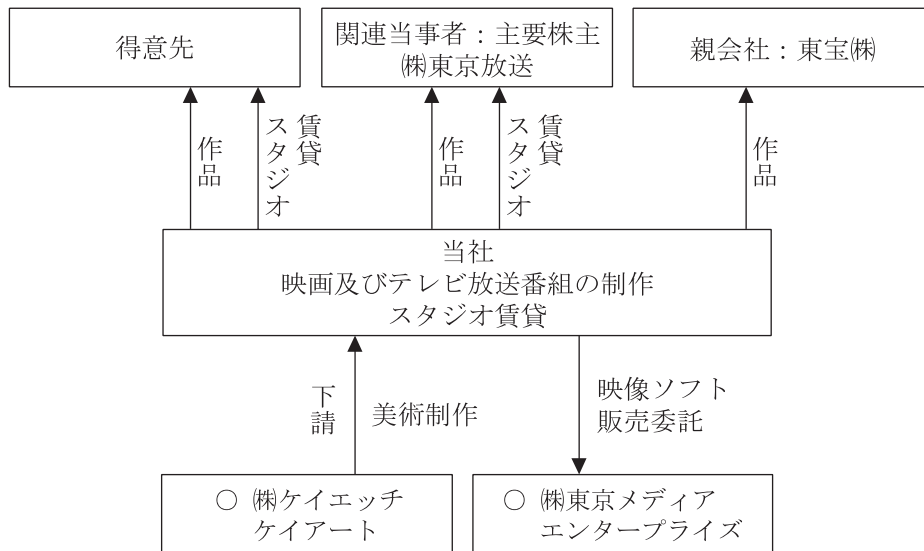 得意先
関連当事者：主要株主
㈱東京放送
親会社：東宝㈱
作品
スタジオ
賃貸
作品
スタジオ
賃貸
作品
当社
映画及びテレビ放送番組の制作
スタジオ賃貸
下請
美術制作
映像ソフト
販売委託
○ ㈱ケイエッチ
ケイアート
○ ㈱東京メディア
エンタープライズ